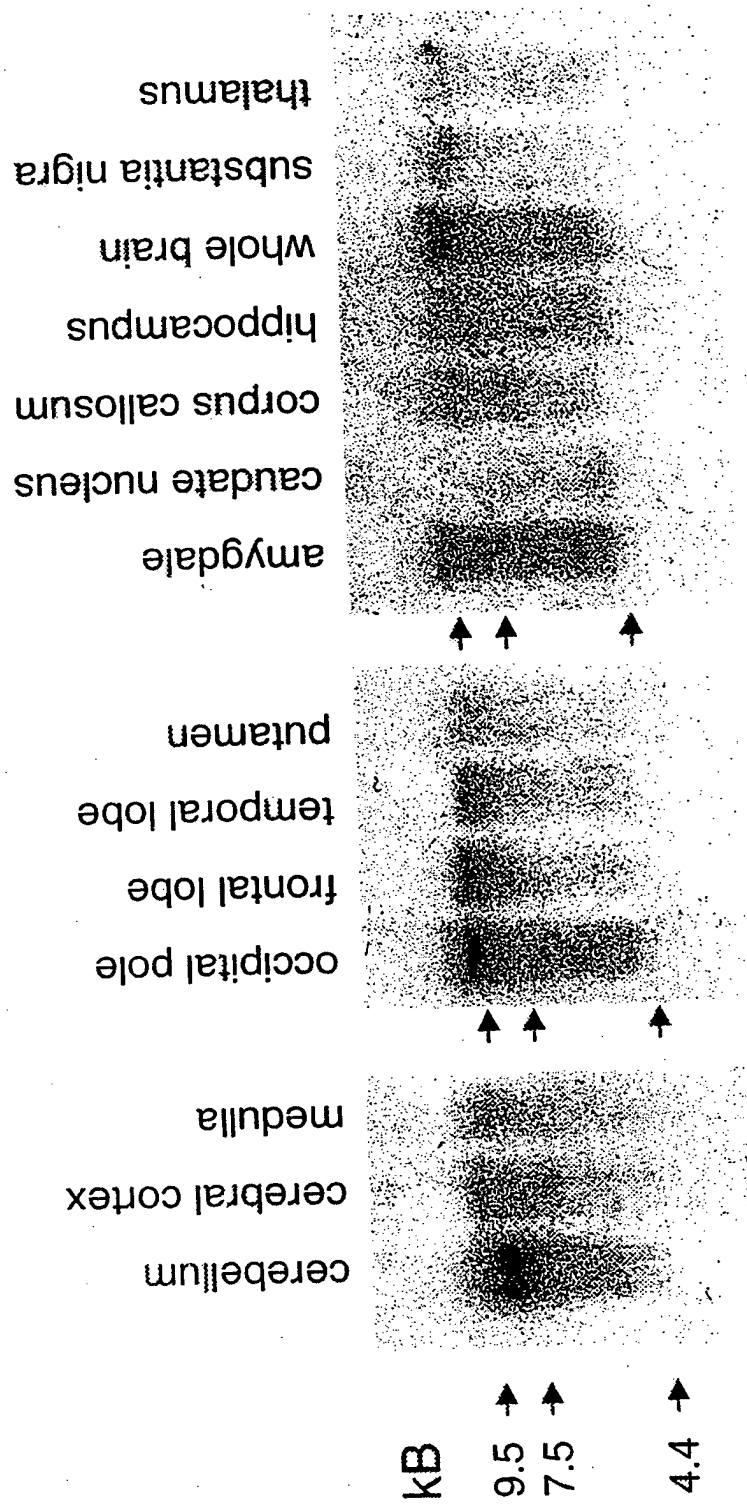 thalamus
substantia nigra
whole brain
hippocampus
corpus callosum
caudate nucleus
amygdale
putamen
temporal lobe
frontal lobe
occipital pole
medulla
cerebral cortex
cerebellum
kB
9.5
7.5
4.4